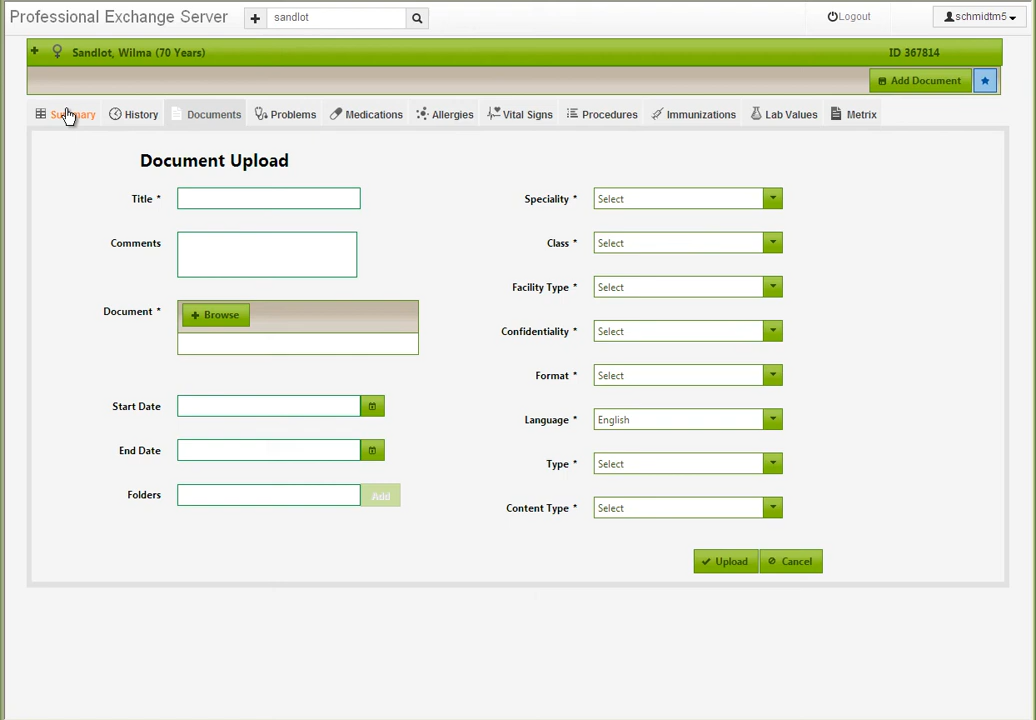 Professional Exchange Server
sandlot
Logout
schmidtm5
Sandlot, Wilma (70 Years)
ID 367814
Add Document
Summary
History
Documents
Problems
Medications
Allergies
Vital Signs
Procedures
Immunizations
Lab Values
Metrix
Document Upload
Title *
Comments
Document *
Browse
Start Date
End Date
Folders
Add
Speciality *
Select
Class *
Select
Facility Type *
Select
Confidentiality *
Select
Format *
Select
Language *
English
Type *
Select
Content Type *
Select
Upload
Cancel